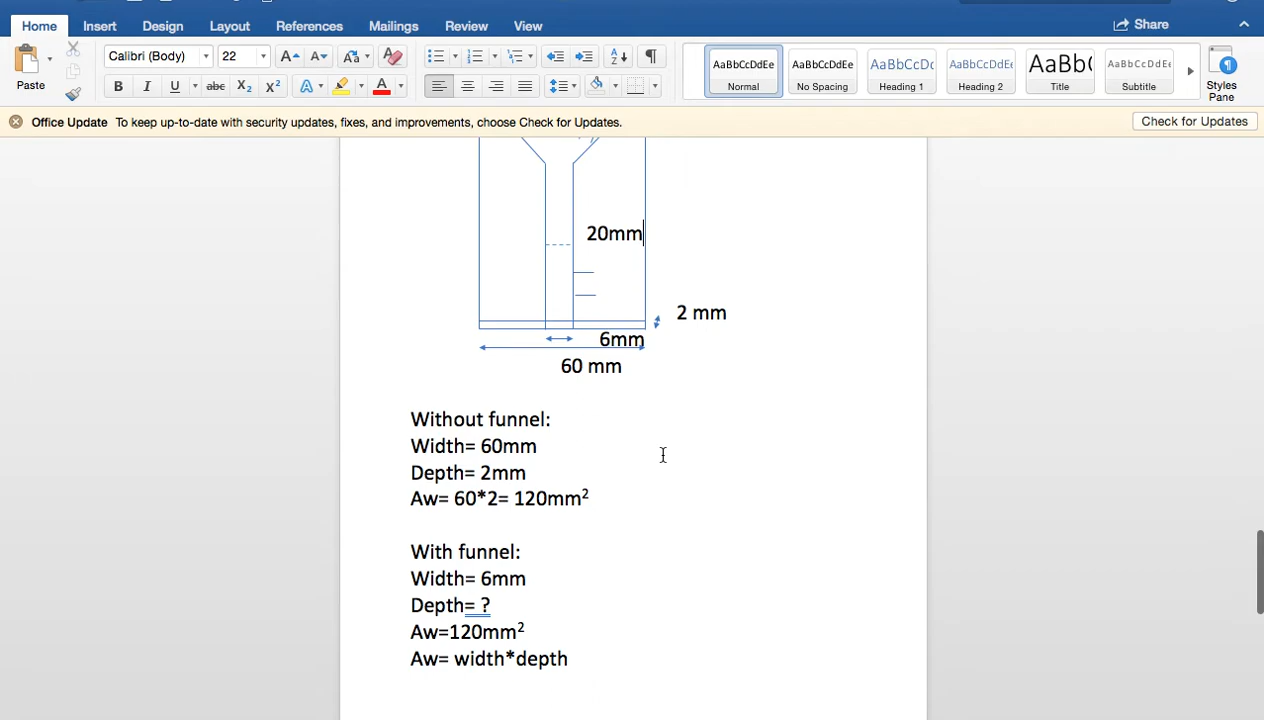 Home Insert Design Layout References Mailings Review View Share
Calibri (Body) 22 AaBbCcDdEe AaBbCcDdEe AaBbCcDc AaBbCcDdEe AaBb( AaBbCcDdEe
Paste B I U abc X₂ X² A A Normal No Spacing Heading 1 Heading 2 Title Subtitle Styles Pane
Office Update To keep up-to-date with security updates, fixes, and improvements, choose Check for Updates. Check for Updates
20mm
2 mm
6mm
60 mm
Without funnel:
Width= 60mm
Depth= 2mm
Aw= 60*2= 120mm²
With funnel:
Width= 6mm
Depth= ?
Aw=120mm²
Aw= width*depth